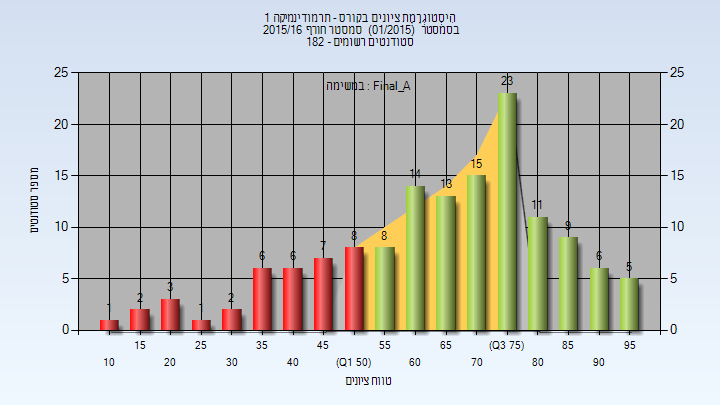 היסטוגרמת ציונים בקורס - תרמודינמיקה 1
בסמסטר (01/2015) סמסטר חורף 2015/16
סטודנטים רשומים - 182
במשימה : Final_A
25 25
20 20
15 15
10 10
5 5
0 0
מספר סטודנטים
1 2 3 1 2 6 6 7 8 8 14 13 15 23 11 9 6 5
15 25 35 45 55 65 (Q3 75) 85 95
10 20 30 40 (Q1 50) 60 70 80 90
טווח ציונים